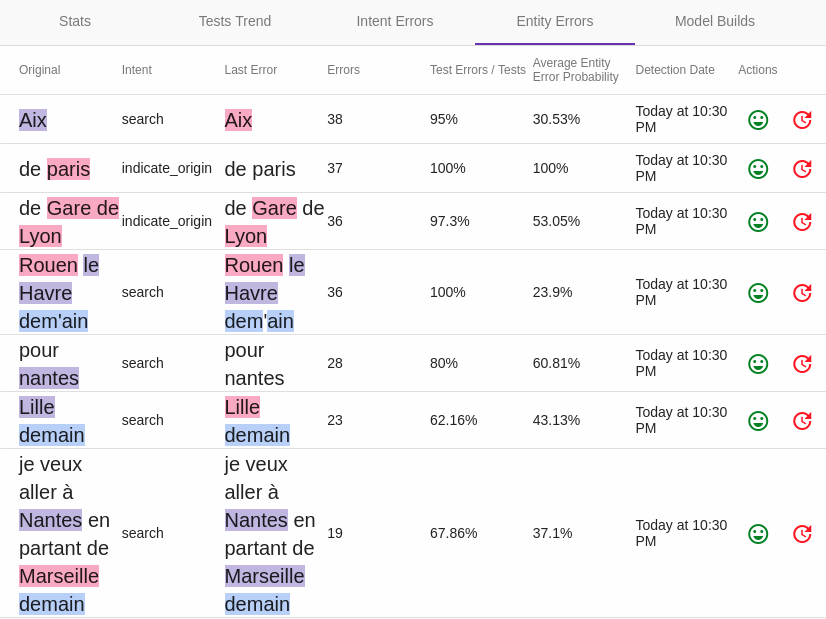 Stats Tests Trend Intent Errors Entity Errors Model Builds
Original Intent Last Error Errors Test Errors / Tests Average Entity Error Probability Detection Date Actions
Aix search Aix 38 95% 30.53% Today at 10:30 PM
de paris indicate_origin de paris 37 100% 100% Today at 10:30 PM
de Gare de Lyon indicate_origin de Gare de Lyon 36 97.3% 53.05% Today at 10:30 PM
Rouen le Havre dem'ain search Rouen le Havre dem'ain 36 100% 23.9% Today at 10:30 PM
pour nantes search pour nantes 28 80% 60.81% Today at 10:30 PM
Lille demain search Lille demain 23 62.16% 43.13% Today at 10:30 PM
je veux aller à Nantes en partant de Marseille demain search je veux aller à Nantes en partant de Marseille demain 19 67.86% 37.1% Today at 10:30 PM